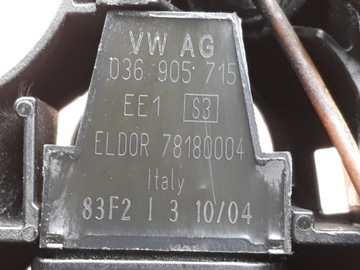 VW AG
036 905 715
EE1 S3
ELDOR 78180004
Italy
83F2 I 3 10/04